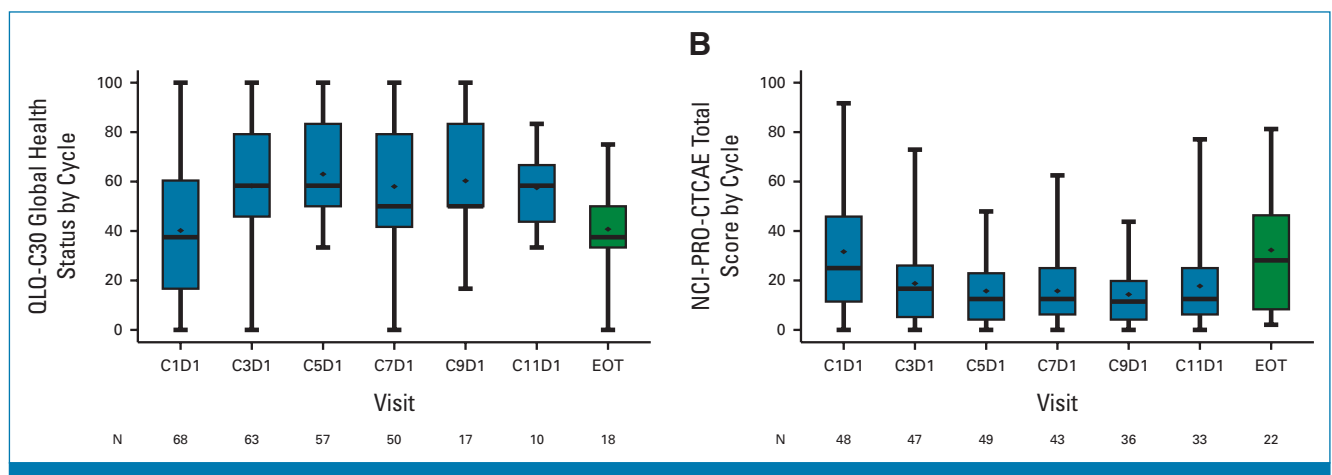 B
QLQ-C30 Global Health
Status by Cycle
100
80
60
40
20
0
C1D1 C3D1 C5D1 C7D1 C9D1 C11D1 EOT
Visit
N 68 63 57 50 17 10 18
NCI-PRO-CTCAE Total
Score by Cycle
100
80
60
40
20
0
C1D1 C3D1 C5D1 C7D1 C9D1 C11D1 EOT
Visit
N 48 47 49 43 36 33 22